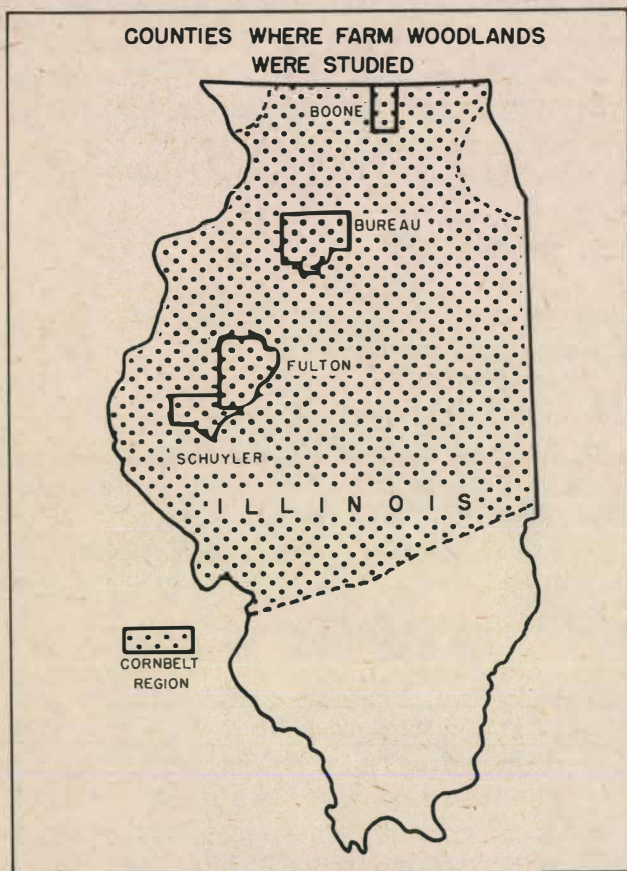 COUNTIES WHERE FARM WOODLANDS
WERE STUDIED
BOONE
BUREAU
FULTON
SCHUYLER
ILLINOIS
CORNBELT
REGION